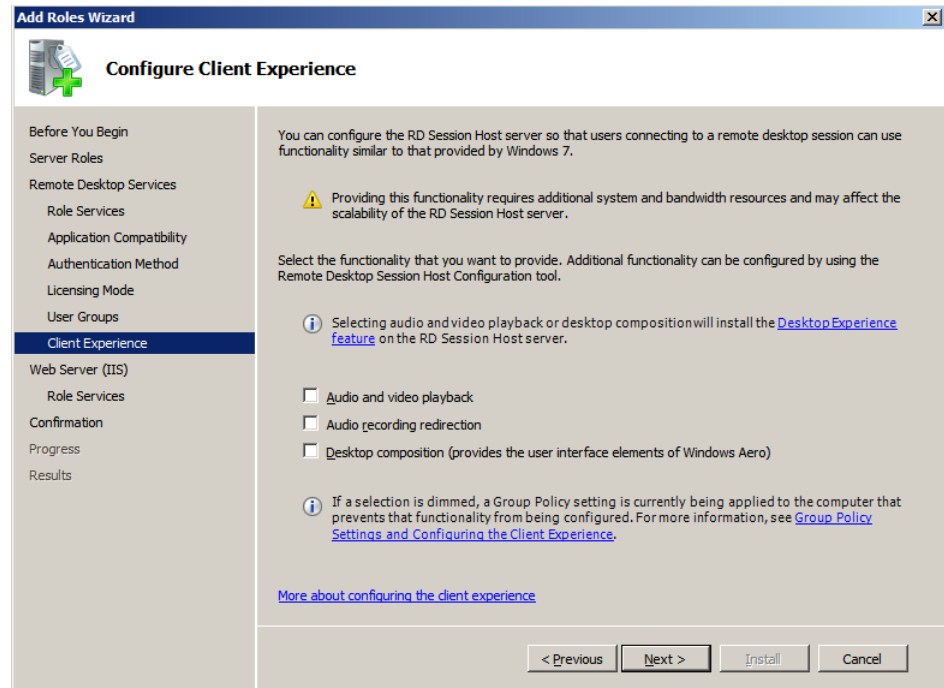 Add Roles Wizard
Configure Client Experience
Before You Begin
Server Roles
Remote Desktop Services
Role Services
Application Compatibility
Authentication Method
Licensing Mode
User Groups
Client Experience
Web Server (IIS)
Role Services
Confirmation
Progress
Results
You can configure the RD Session Host server so that users connecting to a remote desktop session can use
functionality similar to that provided by Windows 7.
Providing this functionality requires additional system and bandwidth resources and may affect the
scalability of the RD Session Host server.
Select the functionality that you want to provide. Additional functionality can be configured by using the
Remote Desktop Session Host Configuration tool.
Selecting audio and video playback or desktop composition will install the Desktop Experience
feature on the RD Session Host server.
Audio and video playback
Audio recording redirection
Desktop composition (provides the user interface elements of Windows Aero)
If a selection is dimmed, a Group Policy setting is currently being applied to the computer that
prevents that functionality from being configured. For more information, see Group Policy
Settings and Configuring the Client Experience.
More about configuring the client experience
< Previous
Next >
Install
Cancel